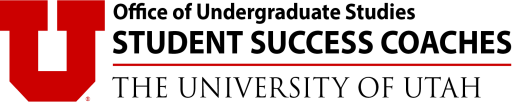 U
®
Office of Undergraduate Studies
STUDENT SUCCESS COACHES
THE UNIVERSITY OF UTAH